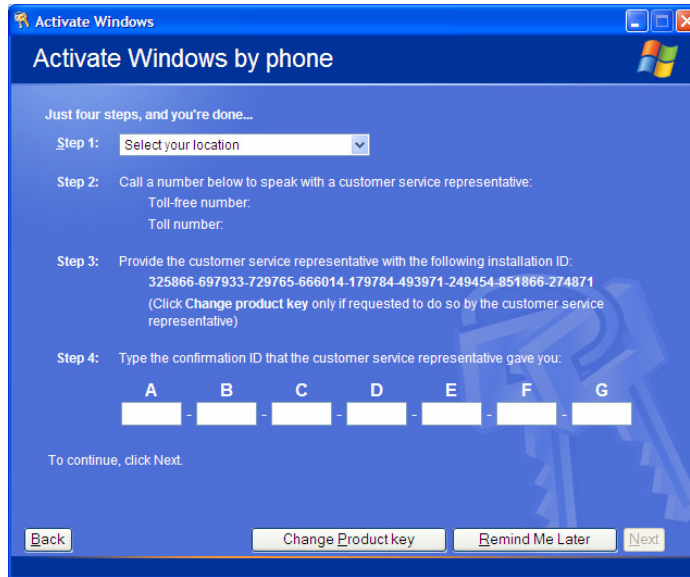 Activate Windows
Activate Windows by phone
Just four steps, and you're done...
Step 1:
Select your location
Step 2:
Call a number below to speak with a customer service representative:
Toll-free number:
Toll number:
Step 3:
Provide the customer service representative with the following installation ID:
325866-697933-729765-666014-179784-493971-249454-851866-274871
(Click Change product key only if requested to do so by the customer service
representative)
Step 4:
Type the confirmation ID that the customer service representative gave you:
A B C D E F G
- - - - - -
To continue, click Next.
Back
Change Product key
Remind Me Later
Next